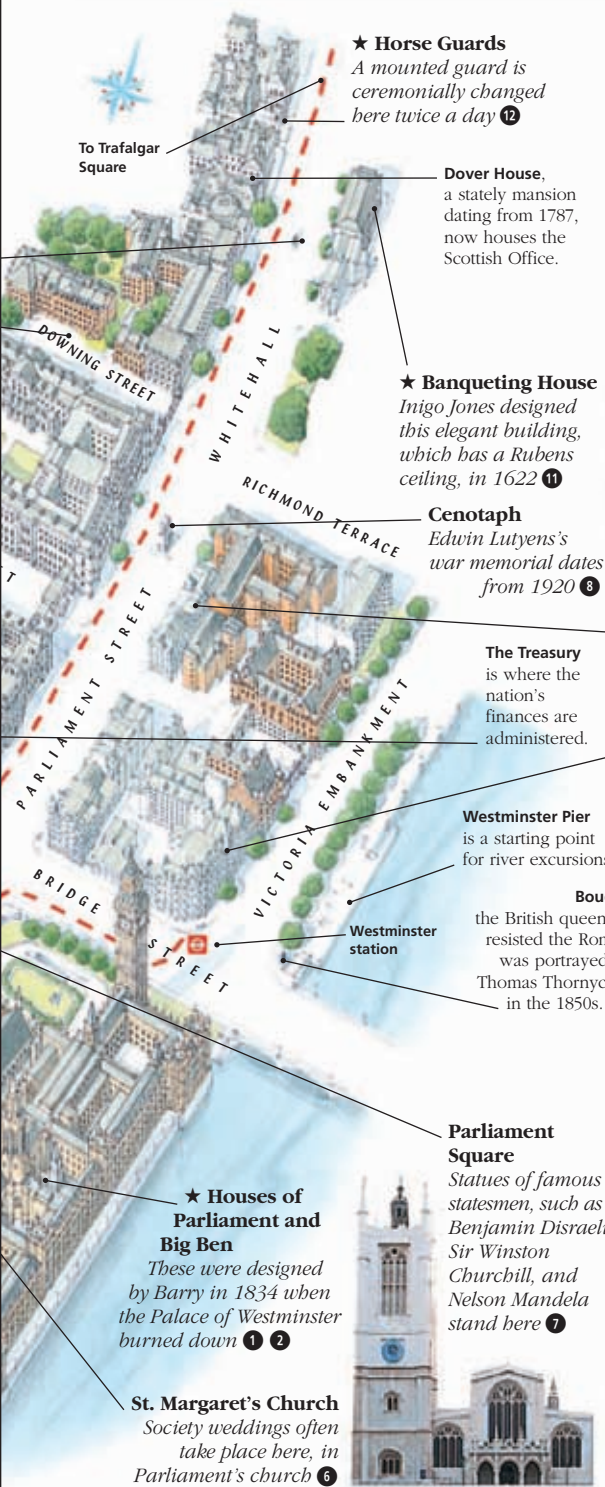 ★ Horse Guards
A mounted guard is
ceremonially changed
here twice a day 12
To Trafalgar
Square
Dover House,
a stately mansion
dating from 1787,
now houses the
Scottish Office.
DOWNING STREET
WHITEHALL
★ Banqueting House
Inigo Jones designed
this elegant building,
which has a Rubens
ceiling, in 1622 11
RICHMOND TERRACE
Cenotaph
Edwin Lutyens's
war memorial dates
from 1920 8
T
PARLIAMENT STREET
The Treasury
is where the
nation's
finances are
administered.
VICTORIA EMBANKMENT
Westminster Pier
is a starting point
for river excursions
BRIDGE STREET
Westminster
station
Boud
the British queen
resisted the Rom
was portrayed
Thomas Thornyc
in the 1850s.
Parliament
Square
Statues of famous
statesmen, such as
Benjamin Disraeli
Sir Winston
Churchill, and
Nelson Mandela
stand here 7
★ Houses of
Parliament and
Big Ben
These were designed
by Barry in 1834 when
the Palace of Westminster
burned down 1 2
St. Margaret's Church
Society weddings often
take place here, in
Parliament's church 6